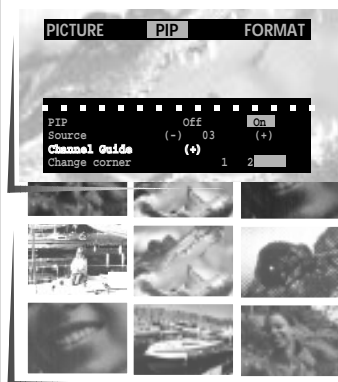 PICTURE PIP FORMAT
PIP Off On
Source (-) 03 (+)
Channel Guide (+)
Change corner 1 2